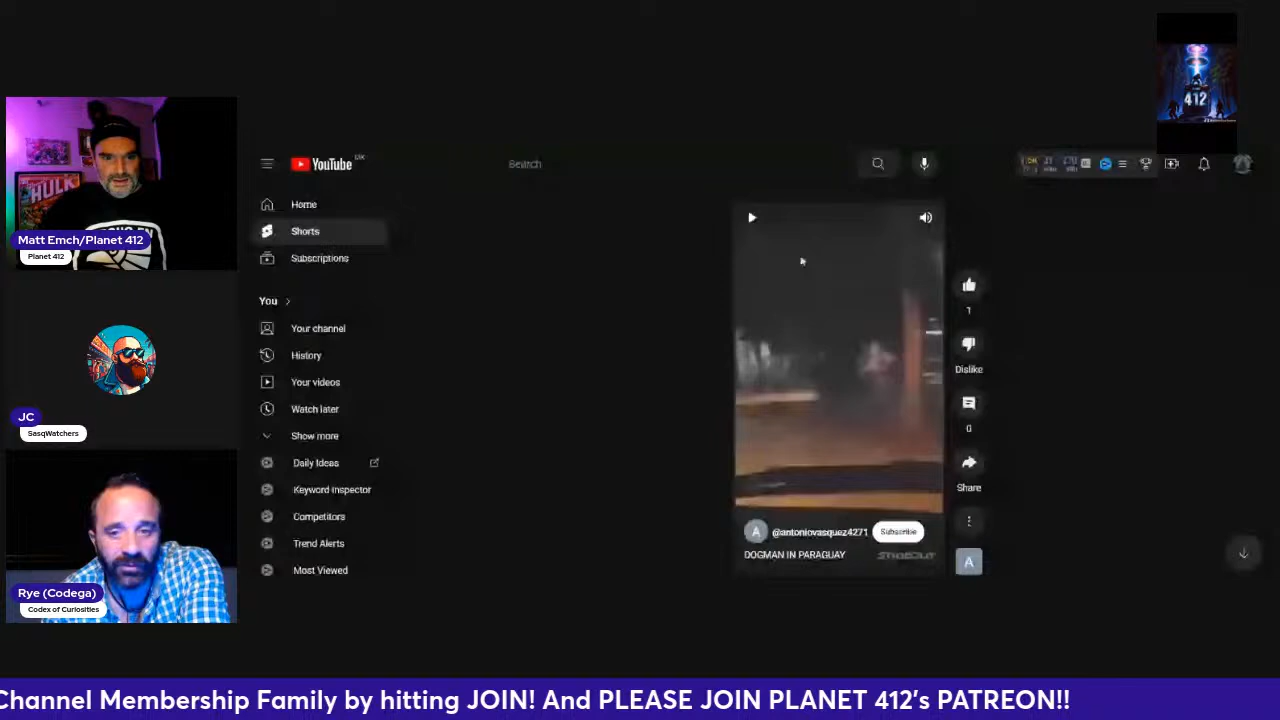 412
YouTube
UK
Search
Home
Shorts
Subscriptions
You
Your channel
History
Your videos
Watch later
Show more
Daily Ideas
Keyword Inspector
Competitors
Trend Alerts
Most Viewed
HULK
Matt Emch/Planet 412
Planet 412
JC
SasqWatchers
Rye (Codega)
Codex of Curiosities
1
Dislike
0
Share
A
@antoniovasquez4271
Subscribe
DOGMAN IN PARAGUAY
A
Channel Membership Family by hitting JOIN! And PLEASE JOIN PLANET 412's PATREON!!